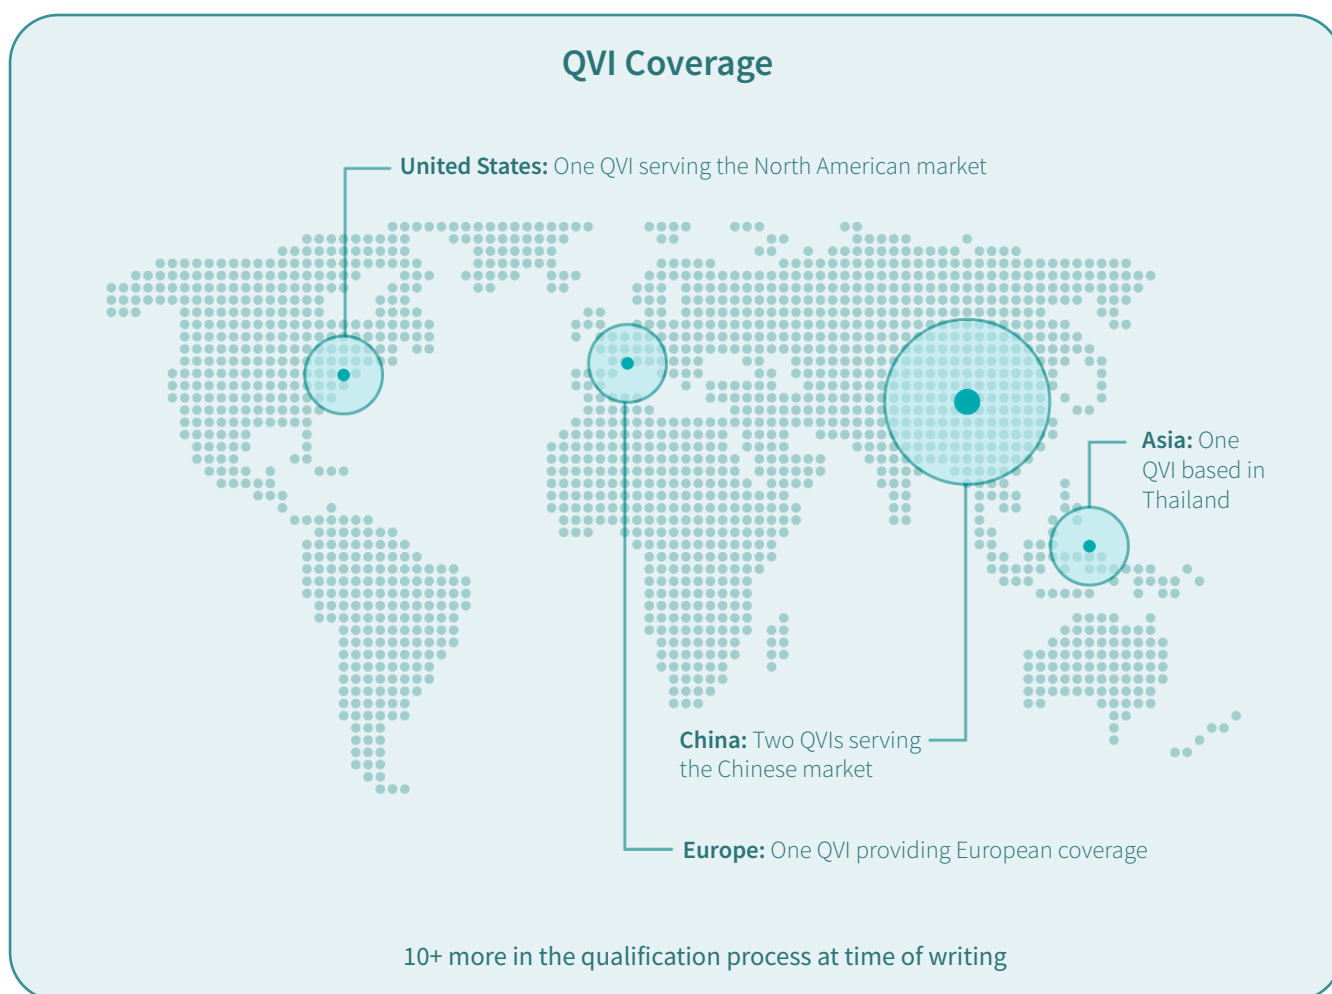 QVI Coverage
United States: One QVI serving the North American market
Asia: One
QVI based in
Thailand
China: Two QVIs serving
the Chinese market
Europe: One QVI providing European coverage
10+ more in the qualification process at time of writing